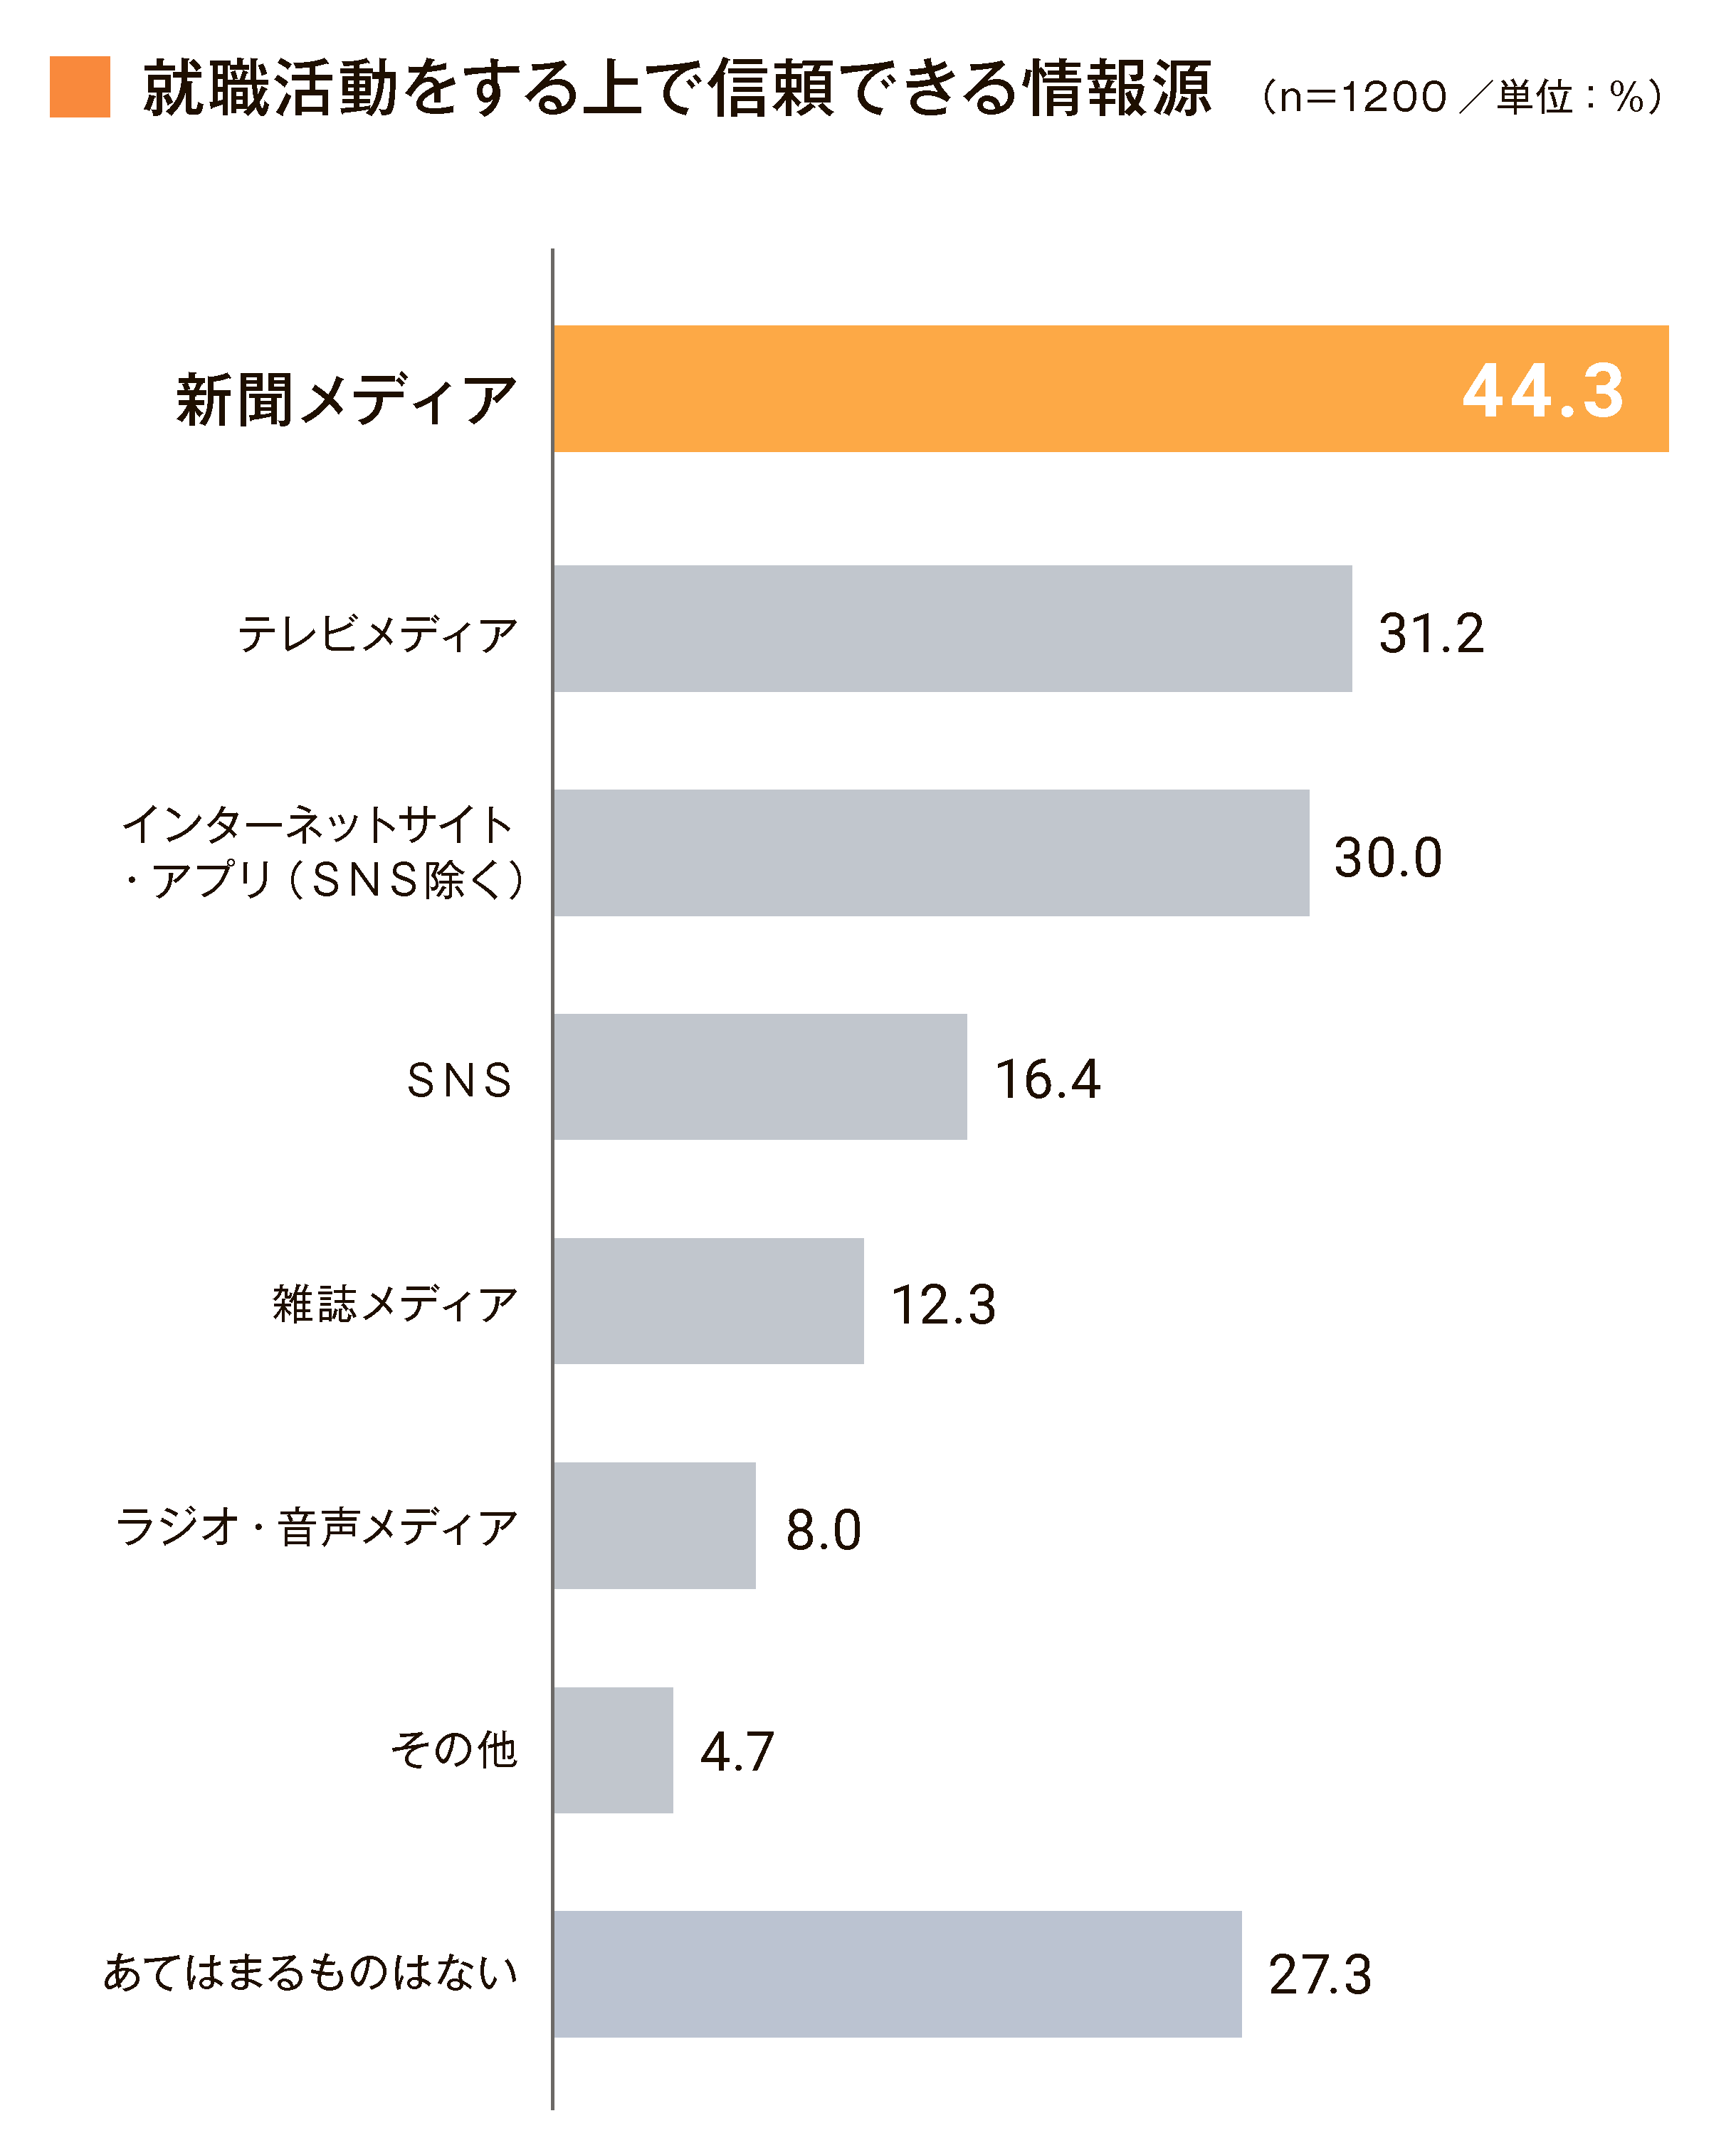 就職活動をする上で信頼できる情報源 （n=1200 ／単位：％）
新聞メディア 44.3
テレビメディア 31.2
インターネットサイト
・アプリ（ＳＮＳ除く） 30.0
ＳＮＳ 16.4
雑誌メディア 12.3
ラジオ・音声メディア 8.0
その他 4.7
あてはまるものはない 27.3